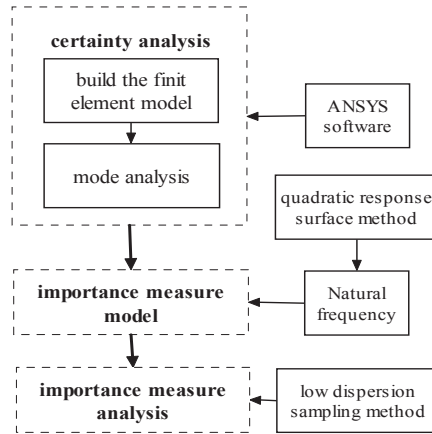 certainty analysis
build the finit
element model
mode analysis
ANSYS
software
quadratic response
surface method
importance measure
model
Natural
frequency
importance measure
analysis
low dispersion
sampling method